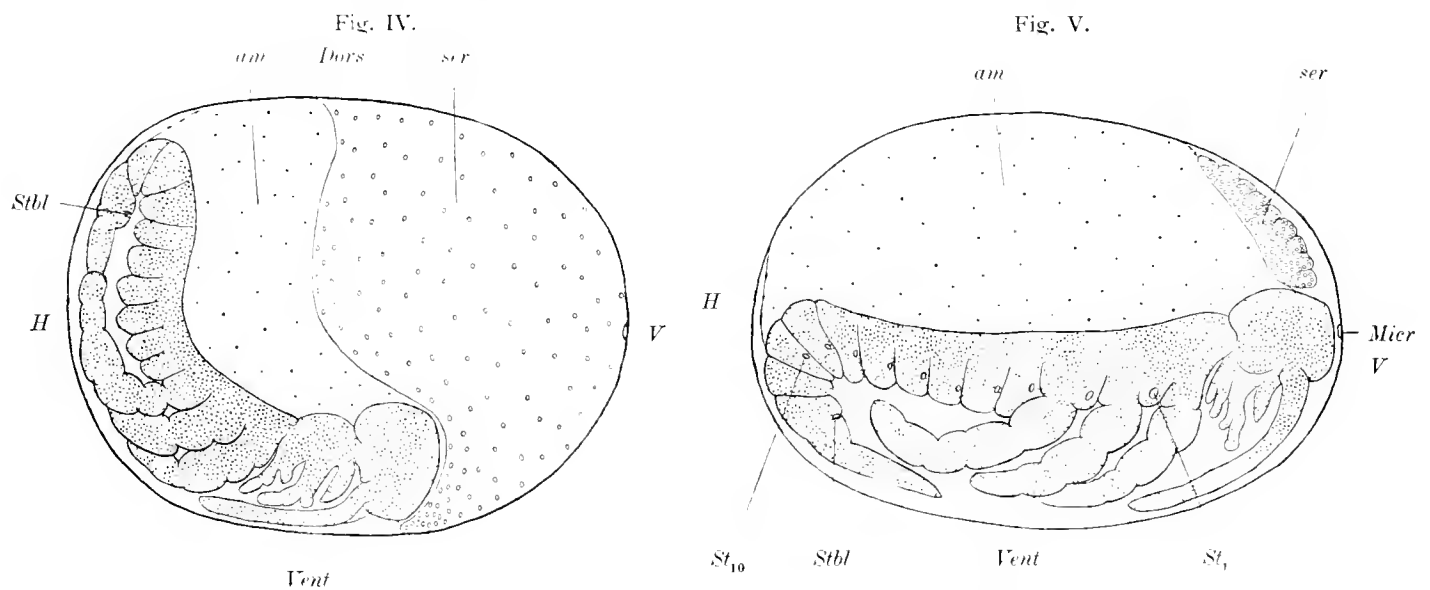 Fig. IV.
am Dors ser
Stbl
H
V
Vent
Fig. V.
am ser
H
Micr
V
St₁₀ Stbl Vent St₁